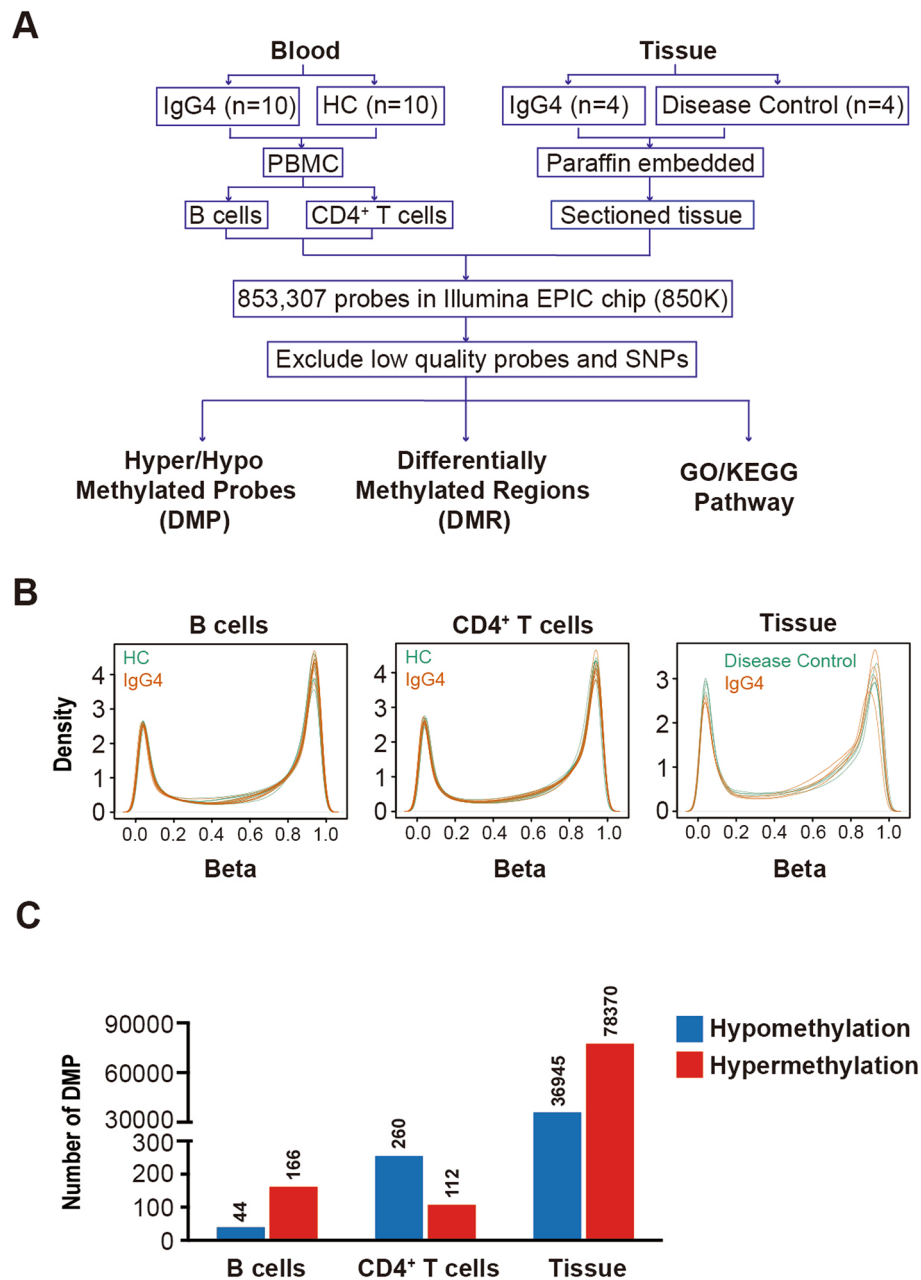 A
Blood
Tissue
IgG4 (n=10)
HC (n=10)
IgG4 (n=4)
Disease Control (n=4)
PBMC
Paraffin embedded
B cells
CD4⁺ T cells
Sectioned tissue
853,307 probes in Illumina EPIC chip (850K)
Exclude low quality probes and SNPs
Hyper/Hypo
Methylated Probes
(DMP)
Differentially
Methylated Regions
(DMR)
GO/KEGG
Pathway
B
B cells
HC
IgG4
Density
4
3
2
1
0
0.0 0.2 0.4 0.6 0.8 1.0
Beta
CD4⁺ T cells
HC
IgG4
4
3
2
1
0
0.0 0.2 0.4 0.6 0.8 1.0
Beta
Tissue
Disease Control
IgG4
3
2
1
0
0.0 0.2 0.4 0.6 0.8 1.0
Beta
C
Number of DMP
90000
60000
30000
300
200
100
0
44
166
260
112
36945
78370
B cells
CD4⁺ T cells
Tissue
Hypomethylation
Hypermethylation